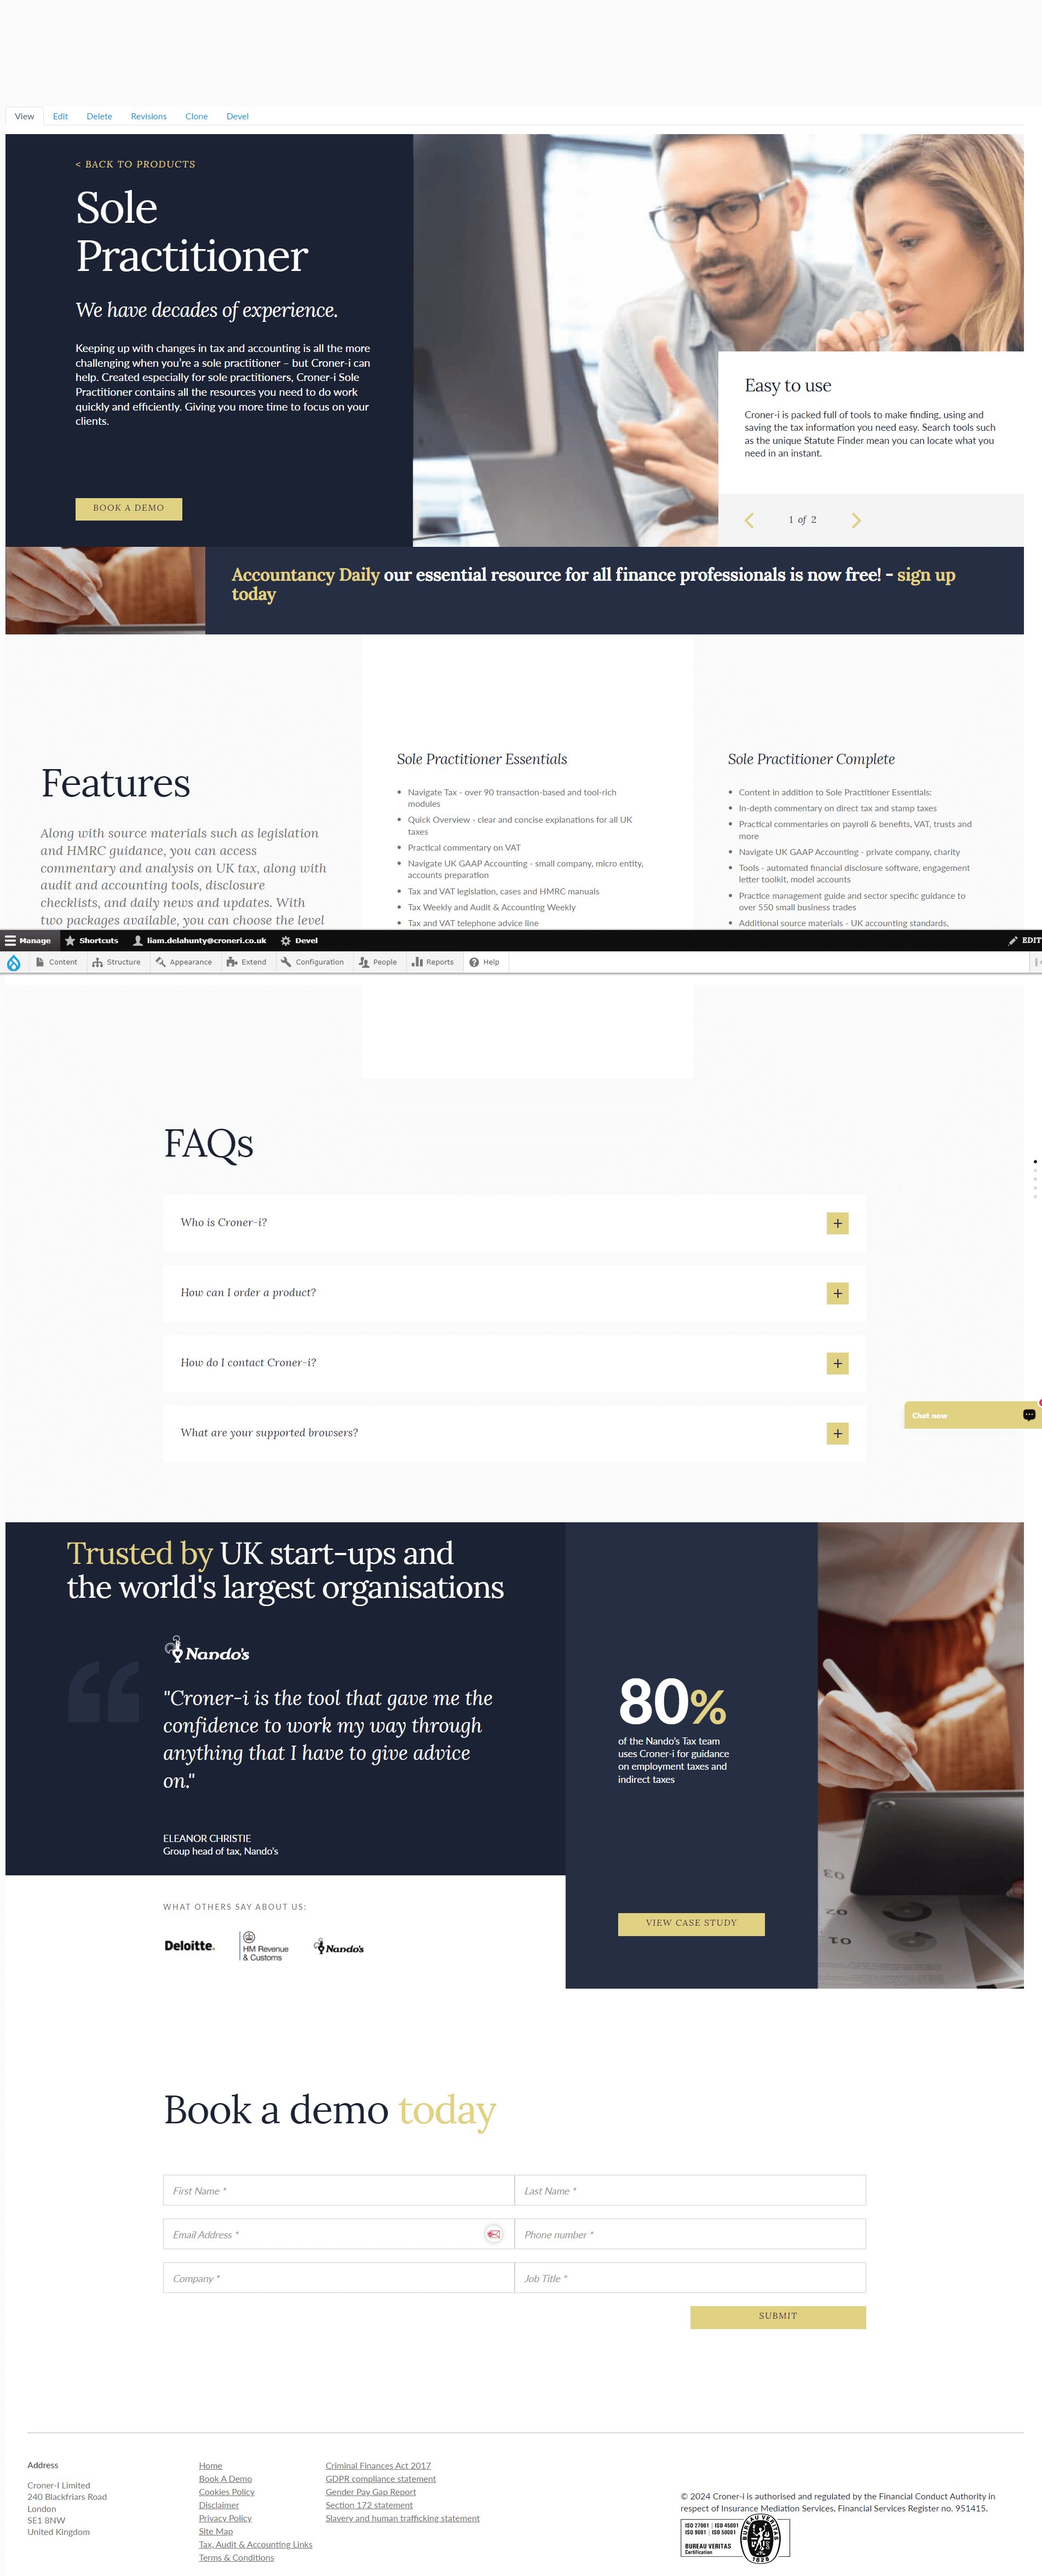 View Edit Delete Revisions Clone Devel
< BACK TO PRODUCTS
Sole
Practitioner
We have decades of experience.
Keeping up with changes in tax and accounting is all the more
challenging when you're a sole practitioner – but Croner-i can
help. Created especially for sole practitioners, Croner-i Sole
Practitioner contains all the resources you need to do work
quickly and efficiently. Giving you more time to focus on your
clients.
BOOK A DEMO
Easy to use
Croner-i is packed full of tools to make finding, using and
saving the tax information you need easy. Search tools such
as the unique Statute Finder mean you can locate what you
need in an instant.
1 of 2
Accountancy Daily our essential resource for all finance professionals is now free! - sign up
today
Features
Along with source materials such as legislation
and HMRC guidance, you can access
commentary and analysis on UK tax, along with
audit and accounting tools, disclosure
checklists, and daily news and updates. With
two packages available, you can choose the level
Sole Practitioner Essentials
Navigate Tax - over 90 transaction-based and tool-rich
modules
Quick Overview - clear and concise explanations for all UK
taxes
Practical commentary on VAT
Navigate UK GAAP Accounting - small company, micro entity,
accounts preparation
Tax and VAT legislation, cases and HMRC manuals
Tax Weekly and Audit & Accounting Weekly
Tax and VAT telephone advice line
Sole Practitioner Complete
Content in addition to Sole Practitioner Essentials:
In-depth commentary on direct tax and stamp taxes
Practical commentaries on payroll & benefits, VAT, trusts and
more
Navigate UK GAAP Accounting - private company, charity
Tools - automated financial disclosure software, engagement
letter toolkit, model accounts
Practice management guide and sector specific guidance to
over 550 small business trades
Additional source materials - UK accounting standards,
Manage Shortcuts liam.delahunty@croneri.co.uk Devel EDIT
Content Structure Appearance Extend Configuration People Reports Help
FAQs
Who is Croner-i?
How can I order a product?
How do I contact Croner-i?
What are your supported browsers?
Chat now
Trusted by UK start-ups and
the world's largest organisations
Nando's
"Croner-i is the tool that gave me the
confidence to work my way through
anything that I have to give advice
on."
ELEANOR CHRISTIE
Group head of tax, Nando's
80%
of the Nando's Tax team
uses Croner-i for guidance
on employment taxes and
indirect taxes
VIEW CASE STUDY
WHAT OTHERS SAY ABOUT US:
Deloitte.
HM Revenue
& Customs
Nando's
Book a demo today
First Name *
Last Name *
Email Address *
Phone number *
Company *
Job Title *
SUBMIT
Address
Croner-I Limited
240 Blackfriars Road
London
SE1 8NW
United Kingdom
Home
Book A Demo
Cookies Policy
Disclaimer
Privacy Policy
Site Map
Tax, Audit & Accounting Links
Terms & Conditions
Criminal Finances Act 2017
GDPR compliance statement
Gender Pay Gap Report
Section 172 statement
Slavery and human trafficking statement
© 2024 Croner-i is authorised and regulated by the Financial Conduct Authority in
respect of Insurance Mediation Services, Financial Services Register no. 951415.
ISO 27001 | ISO 45001
ISO 9001 | ISO 50001
BUREAU VERITAS
Certification
BUREAU VERITAS
1828